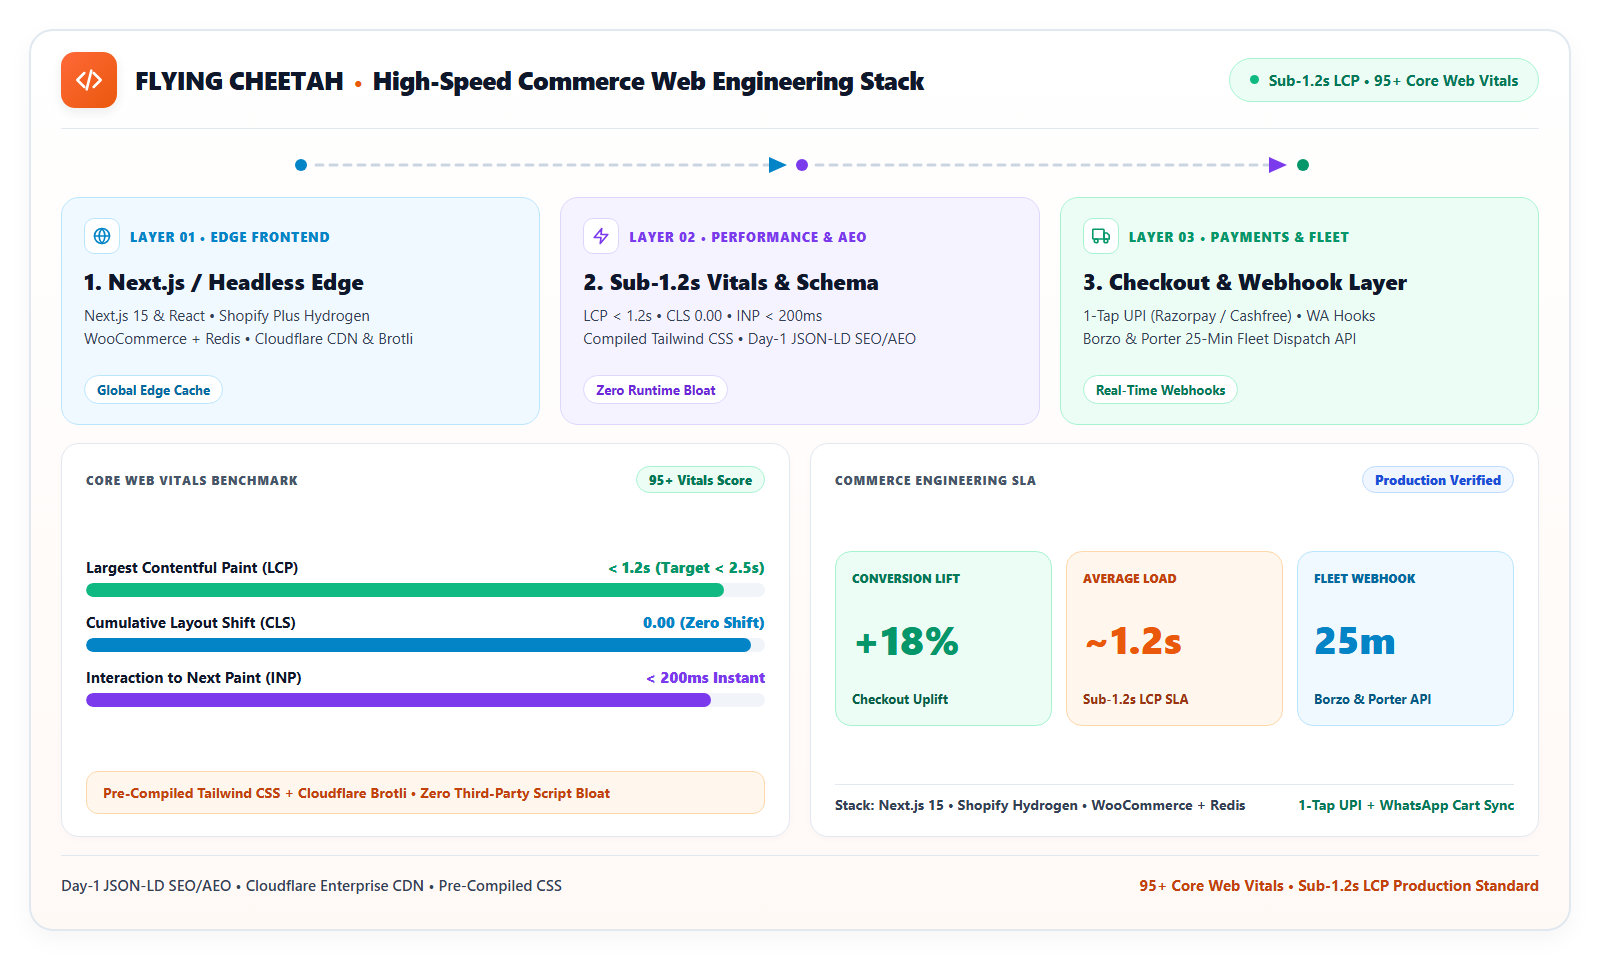 FLYING CHEETAH • High-Speed Commerce Web Engineering Stack
Sub-1.2s LCP • 95+ Core Web Vitals
LAYER 01 • EDGE FRONTEND
1. Next.js / Headless Edge
Next.js 15 & React • Shopify Plus Hydrogen
WooCommerce + Redis • Cloudflare CDN & Brotli
Global Edge Cache
LAYER 02 • PERFORMANCE & AEO
2. Sub-1.2s Vitals & Schema
LCP < 1.2s • CLS 0.00 • INP < 200ms
Compiled Tailwind CSS • Day-1 JSON-LD SEO/AEO
Zero Runtime Bloat
LAYER 03 • PAYMENTS & FLEET
3. Checkout & Webhook Layer
1-Tap UPI (Razorpay / Cashfree) • WA Hooks
Borzo & Porter 25-Min Fleet Dispatch API
Real-Time Webhooks
CORE WEB VITALS BENCHMARK
95+ Vitals Score
Largest Contentful Paint (LCP)
< 1.2s (Target < 2.5s)
Cumulative Layout Shift (CLS)
0.00 (Zero Shift)
Interaction to Next Paint (INP)
< 200ms Instant
Pre-Compiled Tailwind CSS + Cloudflare Brotli • Zero Third-Party Script Bloat
COMMERCE ENGINEERING SLA
Production Verified
CONVERSION LIFT
+18%
Checkout Uplift
AVERAGE LOAD
~1.2s
Sub-1.2s LCP SLA
FLEET WEBHOOK
25m
Borzo & Porter API
Stack: Next.js 15 • Shopify Hydrogen • WooCommerce + Redis
1-Tap UPI + WhatsApp Cart Sync
Day-1 JSON-LD SEO/AEO • Cloudflare Enterprise CDN • Pre-Compiled CSS
95+ Core Web Vitals • Sub-1.2s LCP Production Standard